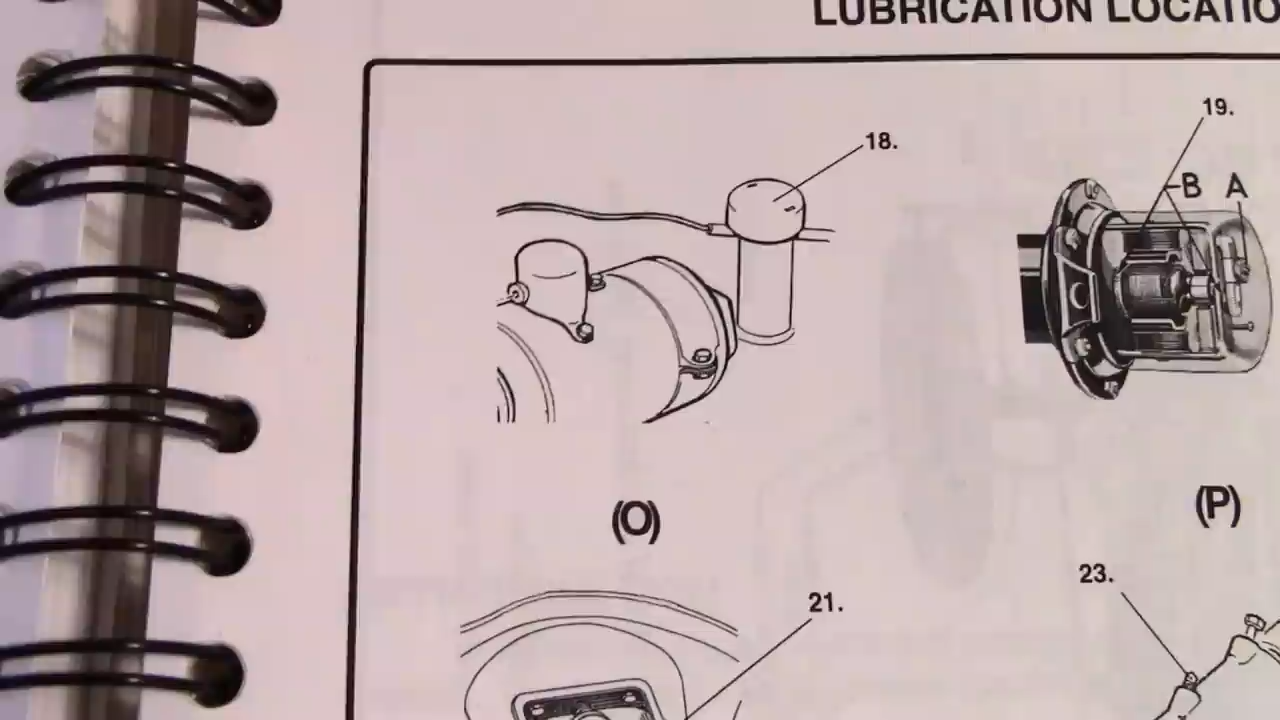 LUBRICATION LOCATIO
18.
19.
B
A
(O)
(P)
21.
23.